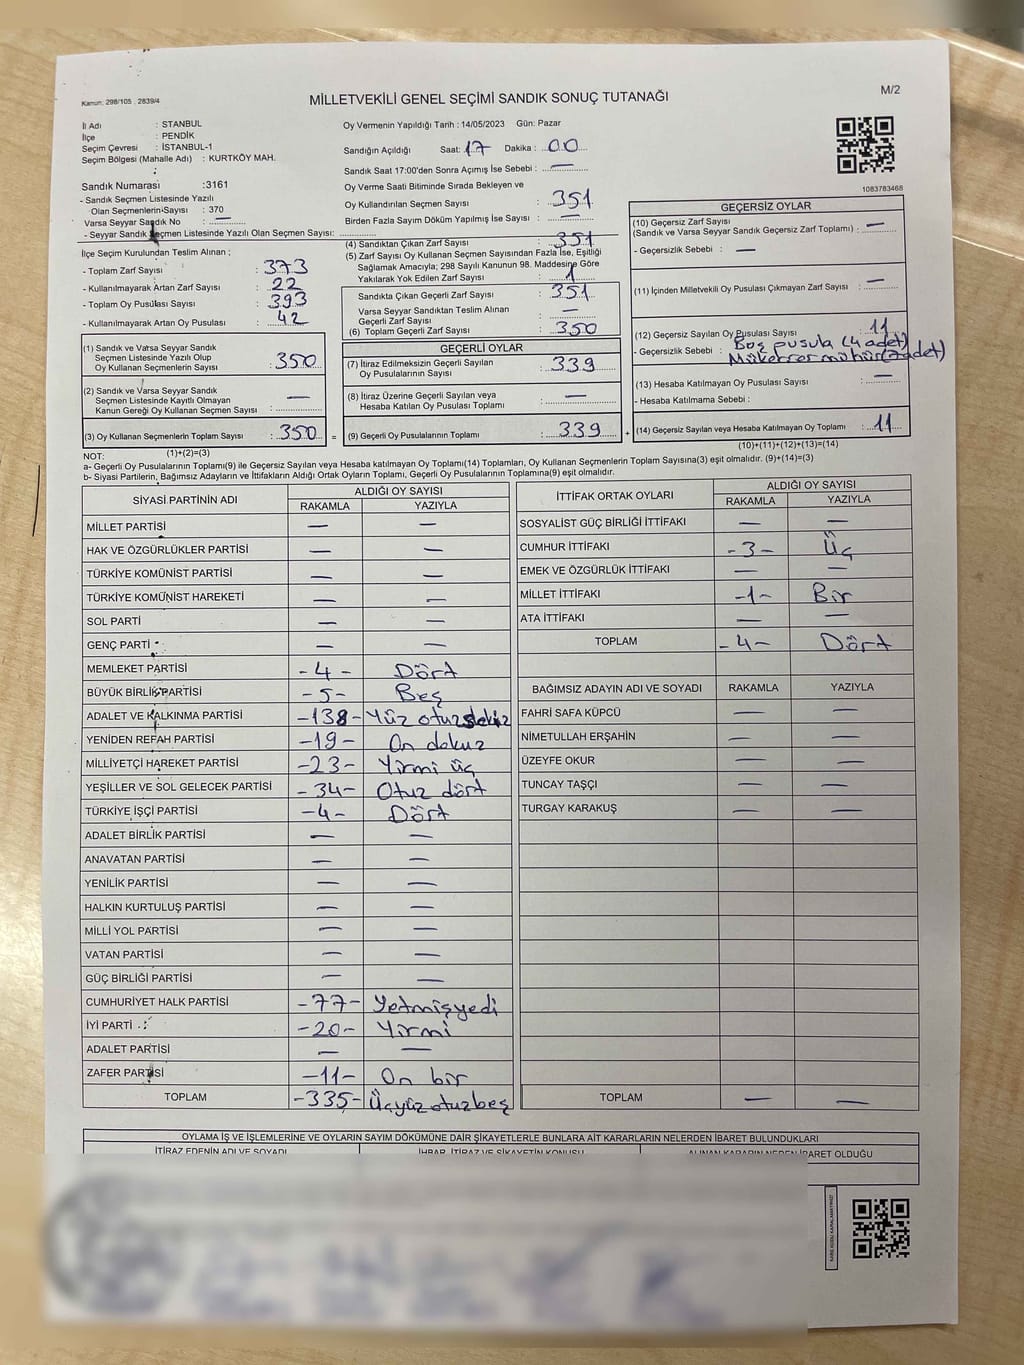 Kanun: 298/105 2839/4
MİLLETVEKİLİ GENEL SEÇİMİ SANDIK SONUÇ TUTANAĞI
M/2
İl Adı : STANBUL
İlçe : PENDİK
Seçim Çevresi : İSTANBUL-1
Seçim Bölgesi (Mahalle Adı) : KURTKÖY MAH.
Sandık Numarası :3161
- Sandık Seçmen Listesinde Yazılı
Olan Seçmenlerin Sayısı : 370
Varsa Seyyar Sandık No : —
- Seyyar Sandık Seçmen Listesinde Yazılı Olan Seçmen Sayısı:
Oy Vermenin Yapıldığı Tarih : 14/05/2023 Gün: Pazar
Sandığın Açıldığı Saat: 17 Dakika : 00
Sandık Saat 17:00'den Sonra Açımış İse Sebebi : —
Oy Verme Saati Bitiminde Sırada Bekleyen ve
Oy Kullandırılan Seçmen Sayısı : 351
Birden Fazla Sayım Döküm Yapılmış İse Sayısı : —
1083783468
İlçe Seçim Kurulundan Teslim Alınan ;
- Toplam Zarf Sayısı : 373
- Kullanılmayarak Artan Zarf Sayısı : 22
- Toplam Oy Pusulası Sayısı : 393
- Kullanılmayarak Artan Oy Pusulası : 42
(4) Sandıktan Çıkan Zarf Sayısı : 351
(5) Zarf Sayısı Oy Kullanan Seçmen Sayısından Fazla İse, Eşitliği
Sağlamak Amacıyla; 298 Sayılı Kanunun 98. Maddesine Göre
Yakılarak Yok Edilen Zarf Sayısı : 1
Sandıkta Çıkan Geçerli Zarf Sayısı : 351
Varsa Seyyar Sandıktan Teslim Alınan
Geçerli Zarf Sayısı : —
(6) Toplam Geçerli Zarf Sayısı : 350
GEÇERSİZ OYLAR
(10) Geçersiz Zarf Sayısı
(Sandık ve Varsa Seyyar Sandık Geçersiz Zarf Toplamı) : —
- Geçersizlik Sebebi : —
(11) İçinden Milletvekili Oy Pusulası Çıkmayan Zarf Sayısı : —
(12) Geçersiz Sayılan Oy Pusulası Sayısı : 11
- Geçersizlik Sebebi : Boş pusula (4 adet)
Mükerrer mühür (7 adet)
(13) Hesaba Katılmayan Oy Pusulası Sayısı : —
- Hesaba Katılmama Sebebi :
(14) Geçersiz Sayılan veya Hesaba Katılmayan Oy Toplamı : 11
(10)+(11)+(12)+(13)=(14)
(1) Sandık ve Varsa Seyyar Sandık
Seçmen Listesinde Yazılı Olup
Oy Kullanan Seçmenlerin Sayısı : 350
(2) Sandık ve Varsa Seyyar Sandık
Seçmen Listesinde Kayıtlı Olmayan
Kanun Gereği Oy Kullanan Seçmen Sayısı : —
(3) Oy Kullanan Seçmenlerin Toplam Sayısı : 350 =
(1)+(2)=(3)
GEÇERLİ OYLAR
(7) İtiraz Edilmeksizin Geçerli Sayılan
Oy Pusulalarının Sayısı : 339
(8) İtiraz Üzerine Geçerli Sayılan veya
Hesaba Katılan Oy Pusulası Toplamı : —
(9) Geçerli Oy Pusulalarının Toplamı : 339 +
NOT:
a- Geçerli Oy Pusulalarının Toplamı(9) ile Geçersiz Sayılan veya Hesaba katılmayan Oy Toplamı(14) Toplamları, Oy Kullanan Seçmenlerin Toplam Sayısına(3) eşit olmalıdır. (9)+(14)=(3)
b- Siyasi Partilerin, Bağımsız Adayların ve İttifakların Aldığı Ortak Oyların Toplamı, Geçerli Oy Pusulalarının Toplamına(9) eşit olmalıdır.
SİYASİ PARTİNİN ADI ALDIĞI OY SAYISI
RAKAMLA YAZIYLA
MİLLET PARTİSİ — —
HAK VE ÖZGÜRLÜKLER PARTİSİ — —
TÜRKİYE KOMÜNİST PARTİSİ — —
TÜRKİYE KOMÜNİST HAREKETİ — —
SOL PARTİ — —
GENÇ PARTİ — —
MEMLEKET PARTİSİ -4- Dört
BÜYÜK BİRLİK PARTİSİ -5- Beş
ADALET VE KALKINMA PARTİSİ -138- Yüz otuzsekiz
YENİDEN REFAH PARTİSİ -19- On dokuz
MİLLİYETÇİ HAREKET PARTİSİ -23- Yirmi üç
YEŞİLLER VE SOL GELECEK PARTİSİ -34- Otuz dört
TÜRKİYE İŞÇİ PARTİSİ -4- Dört
ADALET BİRLİK PARTİSİ — —
ANAVATAN PARTİSİ — —
YENİLİK PARTİSİ — —
HALKIN KURTULUŞ PARTİSİ — —
MİLLİ YOL PARTİSİ — —
VATAN PARTİSİ — —
GÜÇ BİRLİĞİ PARTİSİ — —
CUMHURİYET HALK PARTİSİ -77- Yetmişyedi
İYİ PARTİ -20- Yirmi
ADALET PARTİSİ — —
ZAFER PARTİSİ -11- On bir
TOPLAM -335- Üçyüz otuzbeş
İTTİFAK ORTAK OYLARI ALDIĞI OY SAYISI
RAKAMLA YAZIYLA
SOSYALİST GÜÇ BİRLİĞİ İTTİFAKI — —
CUMHUR İTTİFAKI -3- Üç
EMEK VE ÖZGÜRLÜK İTTİFAKI — —
MİLLET İTTİFAKI -1- Bir
ATA İTTİFAKI — —
TOPLAM -4- Dört
BAĞIMSIZ ADAYIN ADI VE SOYADI RAKAMLA YAZIYLA
FAHRİ SAFA KÜPCÜ — —
NİMETULLAH ERŞAHİN — —
ÜZEYFE OKUR — —
TUNCAY TAŞÇI — —
TURGAY KARAKUŞ — —
TOPLAM — —
OYLAMA İŞ VE İŞLEMLERİNE VE OYLARIN SAYIM DÖKÜMÜNE DAİR ŞİKAYETLERLE BUNLARA AİT KARARLARIN NELERDEN İBARET BULUNDUKLARI
İTİRAZ EDENİN ADI VE SOYADI İHBAR, İTİRAZ VE ŞİKAYETİN KONUSU ALINAN KARARIN NEDEN İBARET OLDUĞU